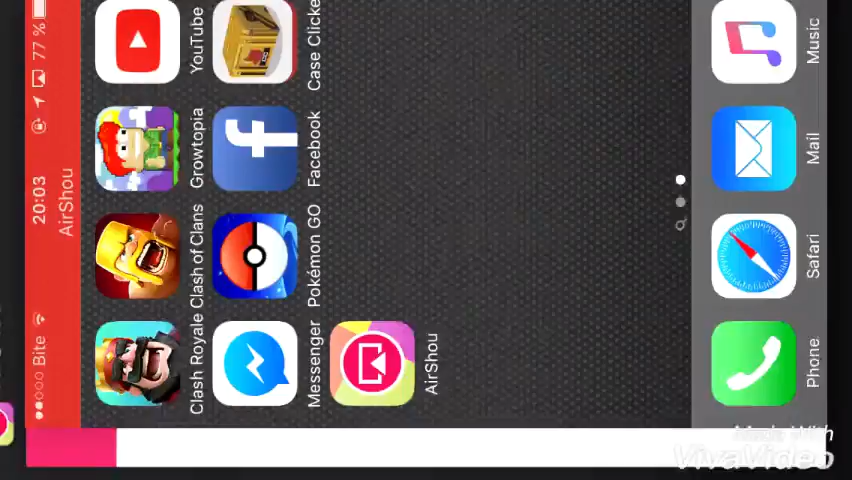 ●●○○○ Bite
20:03
77 %
AirShou
Clash Royale
Clash of Clans
Growtopia
YouTube
Messenger
Pokémon GO
Facebook
Case Clicke
AirShou
Phone
Safari
Mail
Music
Made With
VivaVideo